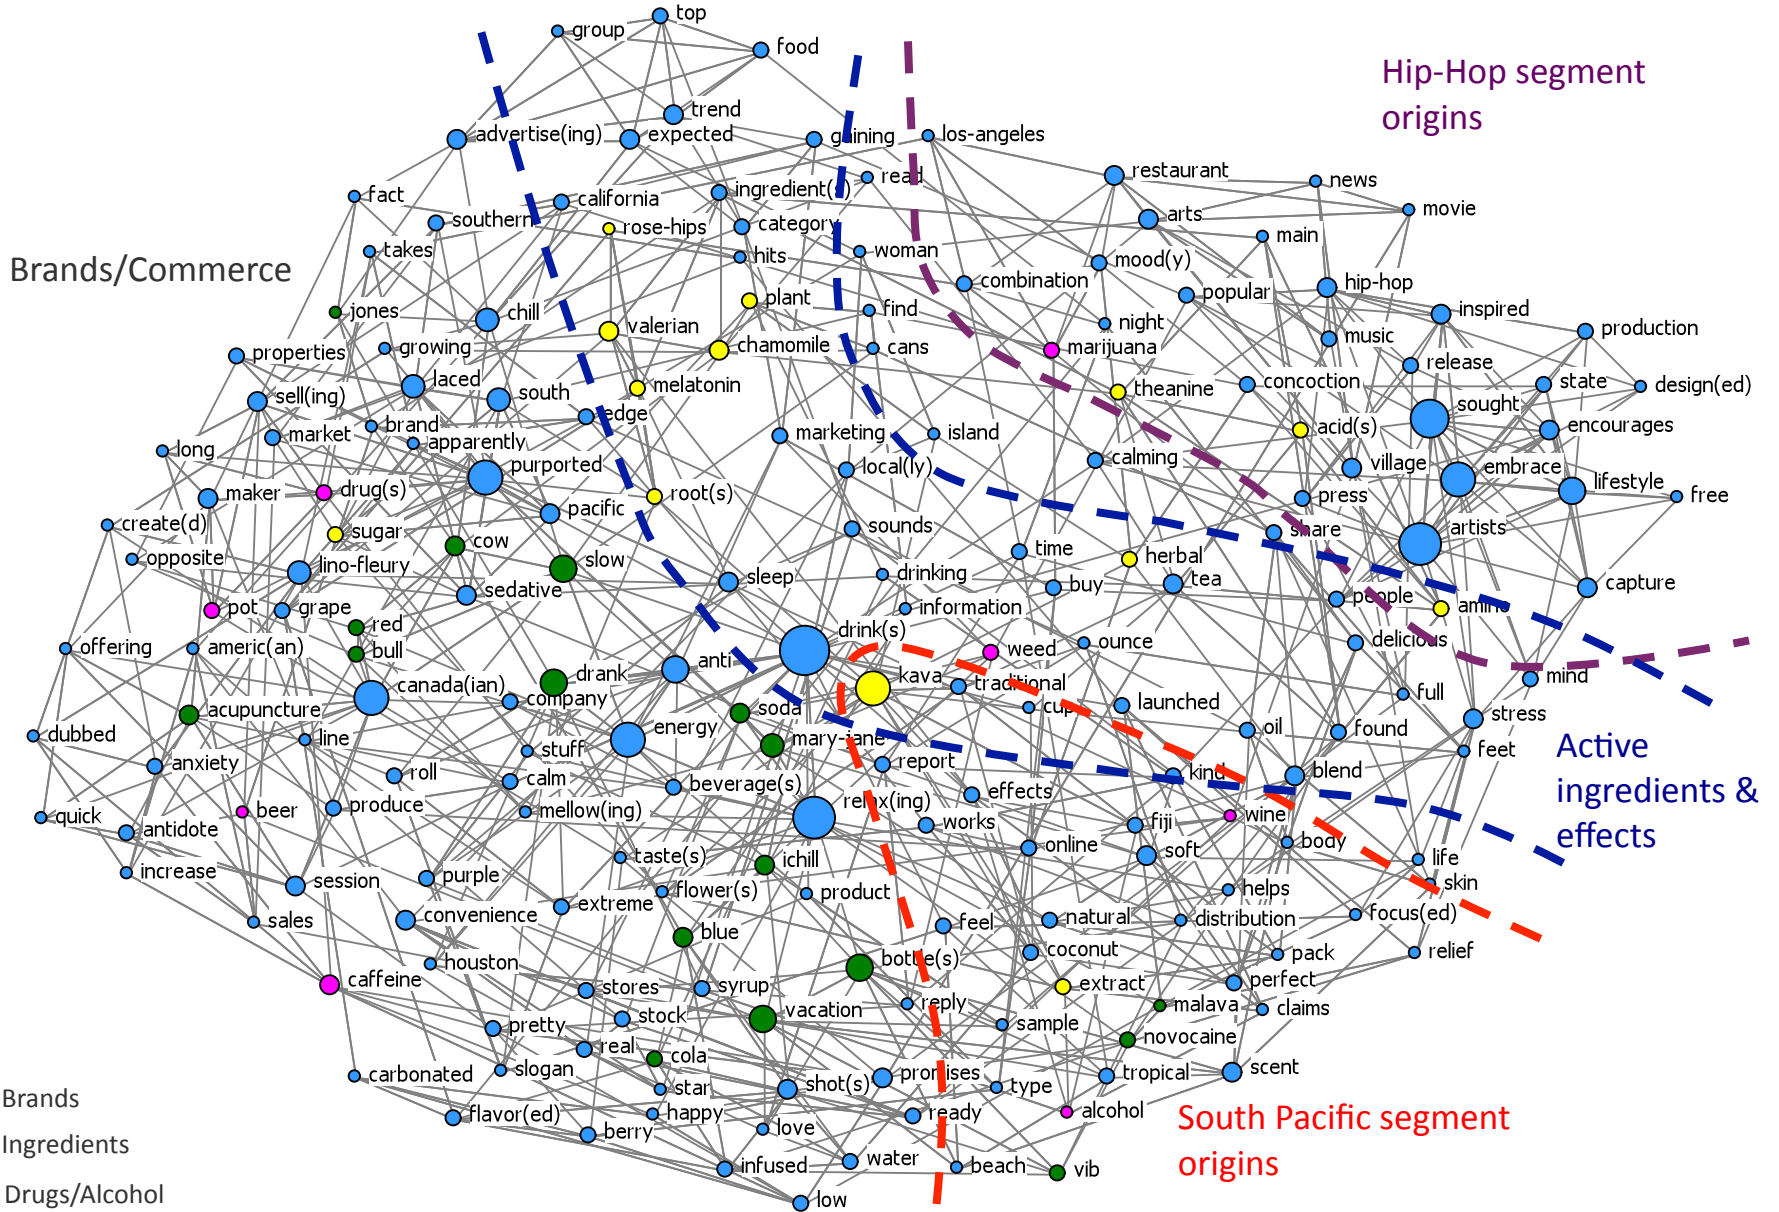 top
group
food
trend
advertise(ing)
expected
gaining
los-angeles
Hip-Hop segment
origins
restaurant
news
movie
read
fact
california
ingredient(s)
southern
rose-hips
category
arts
main
takes
hits
woman
mood(y)
Brands/Commerce
combination
popular
hip-hop
jones
chill
plant
find
inspired
valerian
night
music
production
properties
growing
chamomile
cans
marijuana
release
laced
south
melatonin
theanine
concoction
state
design(ed)
sell(ing)
edge
sought
brand
market
apparently
marketing
island
acid(s)
encourages
long
purported
local(ly)
calming
village
embrace
lifestyle
free
maker
drug(s)
root(s)
press
create(d)
pacific
sounds
share
artists
sugar
cow
opposite
lino-fleury
slow
sleep
drinking
time
herbal
buy
tea
capture
sedative
pot
grape
information
people
amine
red
drink(s)
offering
americ(an)
bull
weed
ounce
delicious
anti
kava
drank
canada(ian)
company
traditional
mind
full
acupuncture
soda
cup
launched
stress
dubbed
line
energy
mary-jane
oil
found
stuff
feet
Active
ingredients &
effects
anxiety
roll
calm
beverage(s)
report
kind
blend
quick
beer
produce
mellow(ing)
relax(ing)
effects
works
fiji
wine
antidote
online
soft
body
taste(s)
ichill
life
increase
session
purple
flower(s)
product
helps
skin
sales
convenience
extreme
blue
feel
natural
distribution
focus(ed)
houston
bottle(s)
coconut
pack
relief
caffeine
stores
syrup
extract
perfect
reply
malava
claims
pretty
stock
vacation
sample
novocaine
real
cola
slogan
carbonated
star
shot(s)
promises
type
tropical
scent
Brands
flavor(ed)
happy
ready
alcohol
South Pacific segment
origins
Ingredients
berry
love
infused
water
beach
vib
Drugs/Alcohol
low